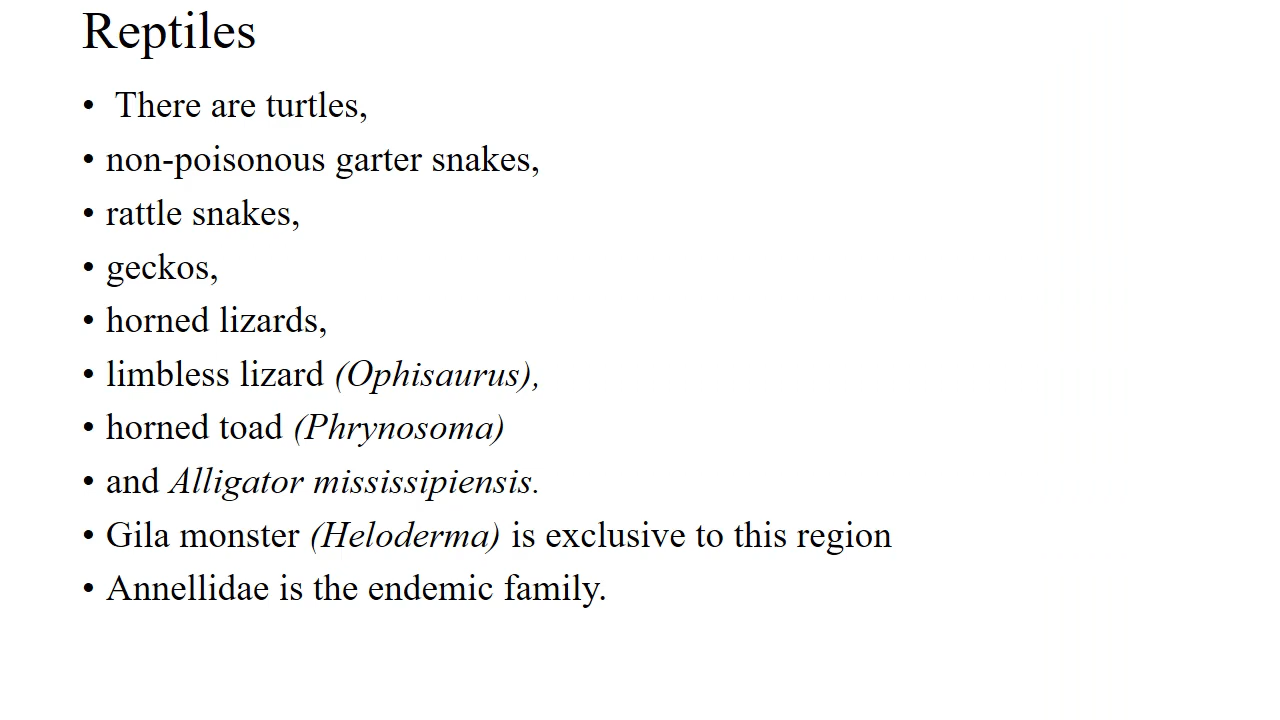 Reptiles
• There are turtles,
• non-poisonous garter snakes,
• rattle snakes,
• geckos,
• horned lizards,
• limbless lizard (Ophisaurus),
• horned toad (Phrynosoma)
• and Alligator mississipiensis.
• Gila monster (Heloderma) is exclusive to this region
• Annellidae is the endemic family.